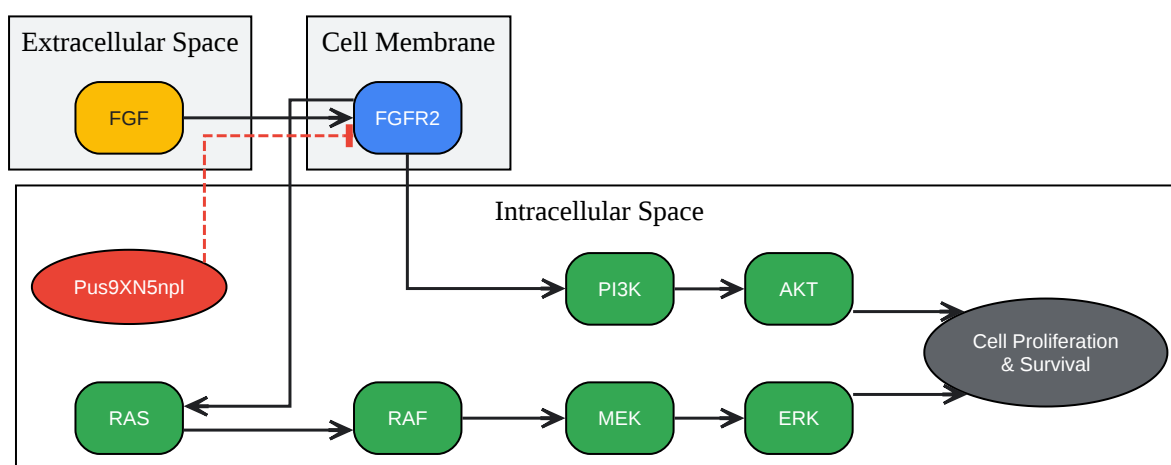 Extracellular Space
Cell Membrane
FGF
FGFR2
Intracellular Space
Pus9XN5npl
PI3K
AKT
Cell Proliferation
& Survival
RAS
RAF
MEK
ERK